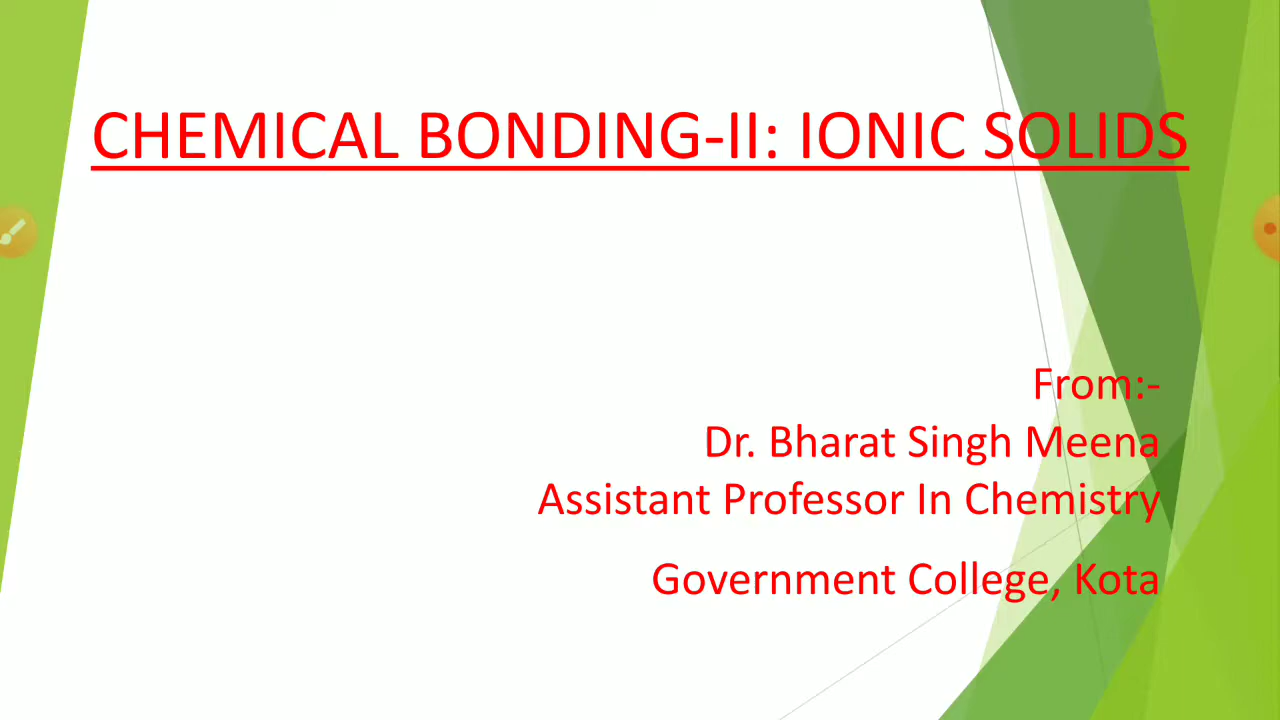 CHEMICAL BONDING-II: IONIC SOLIDS
From:-
Dr. Bharat Singh Meena
Assistant Professor In Chemistry
Government College, Kota